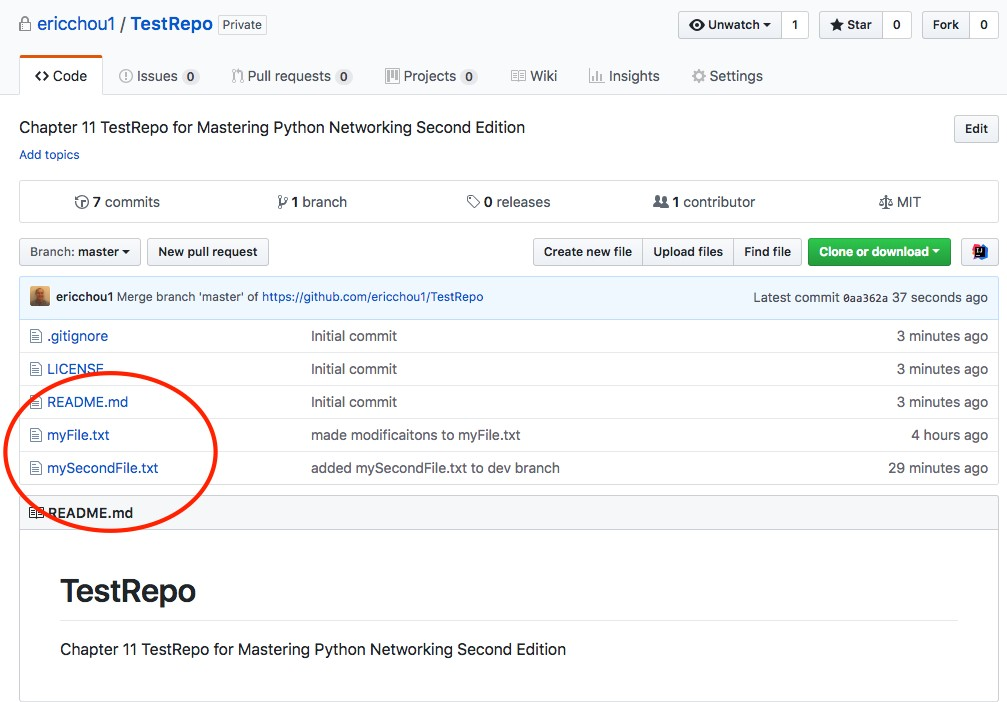 ericchou1 / TestRepo Private Unwatch 1 Star 0 Fork 0
Code Issues 0 Pull requests 0 Projects 0 Wiki Insights Settings
Chapter 11 TestRepo for Mastering Python Networking Second Edition Edit
Add topics
7 commits 1 branch 0 releases 1 contributor MIT
Branch: master New pull request Create new file Upload files Find file Clone or download IJ
ericchou1 Merge branch 'master' of https://github.com/ericchou1/TestRepo Latest commit 0aa362a 37 seconds ago
.gitignore Initial commit 3 minutes ago
LICENSE Initial commit 3 minutes ago
README.md Initial commit 3 minutes ago
myFile.txt made modificaitons to myFile.txt 4 hours ago
mySecondFile.txt added mySecondFile.txt to dev branch 29 minutes ago
README.md
TestRepo
Chapter 11 TestRepo for Mastering Python Networking Second Edition